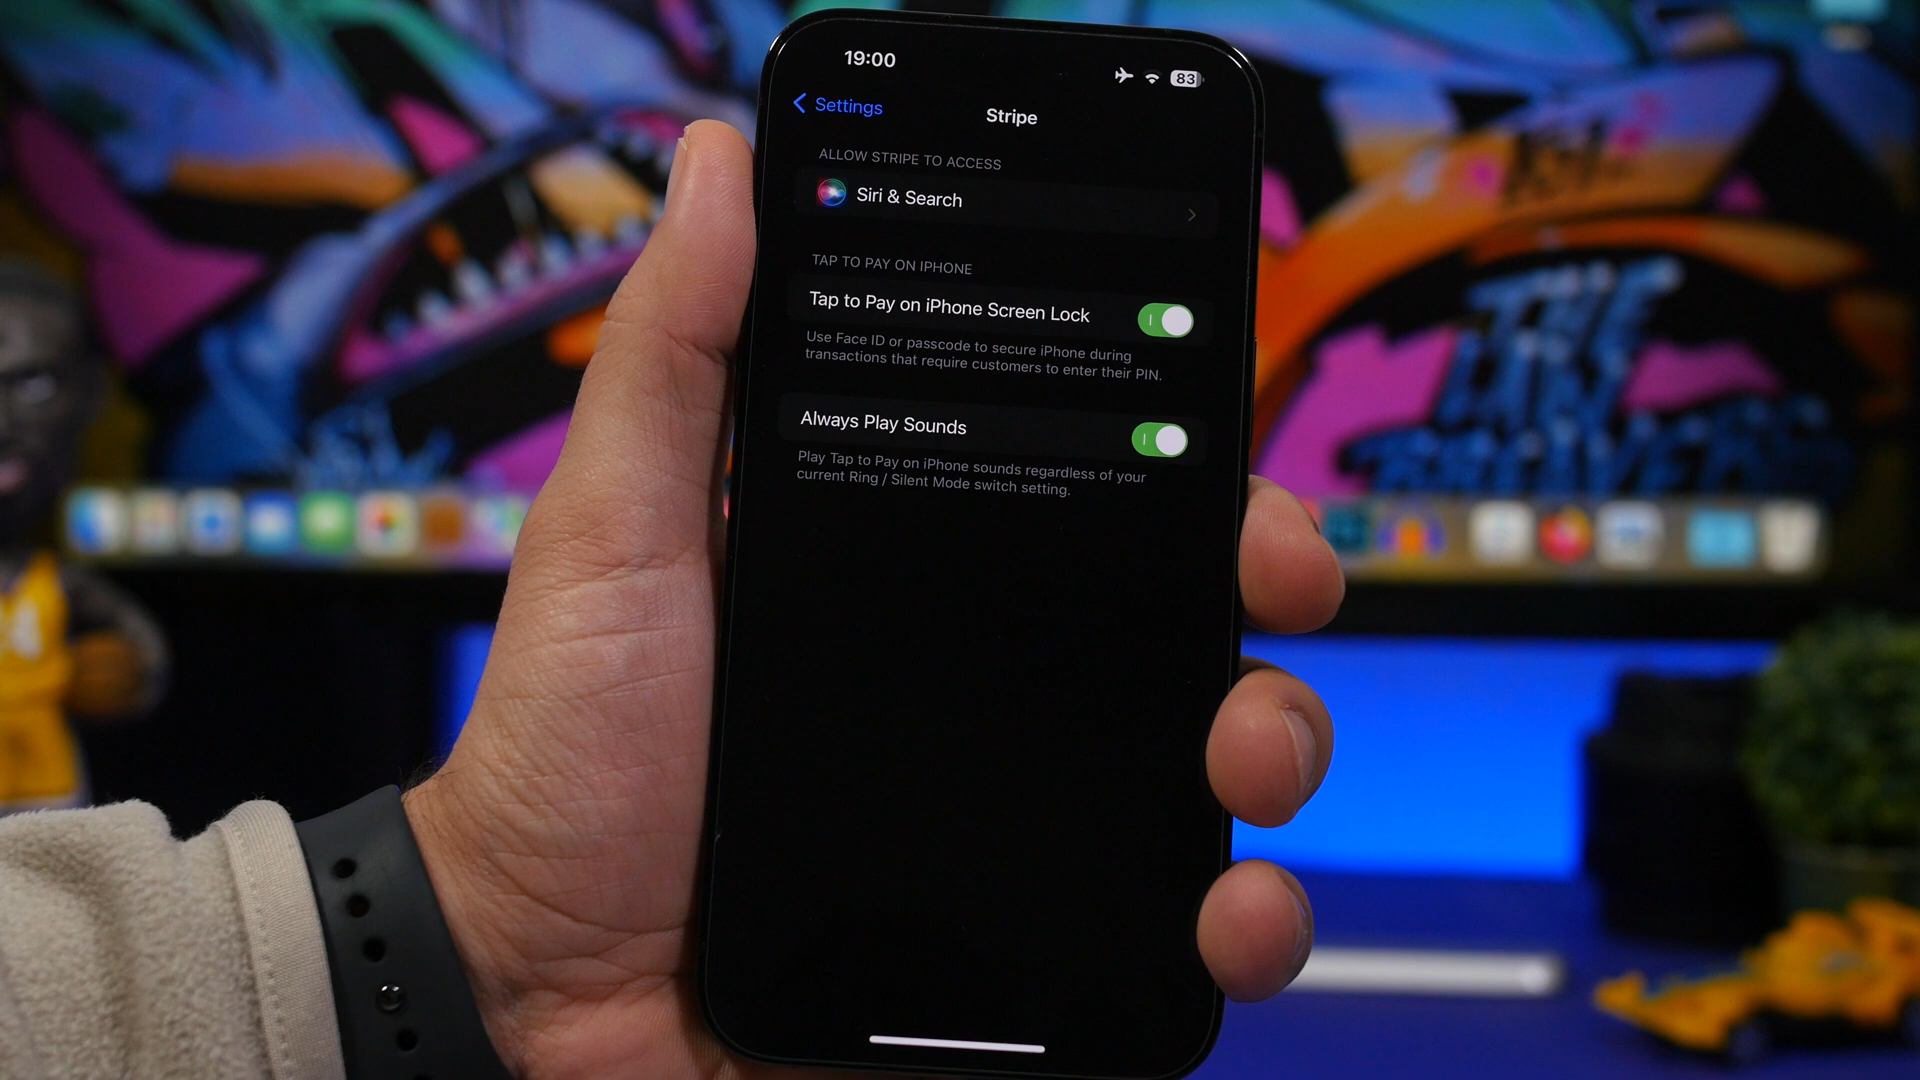 19:00
83
Settings
Stripe
ALLOW STRIPE TO ACCESS
Siri & Search
TAP TO PAY ON IPHONE
Tap to Pay on iPhone Screen Lock
Use Face ID or passcode to secure iPhone during
transactions that require customers to enter their PIN.
Always Play Sounds
Play Tap to Pay on iPhone sounds regardless of your
current Ring / Silent Mode switch setting.
THE
24